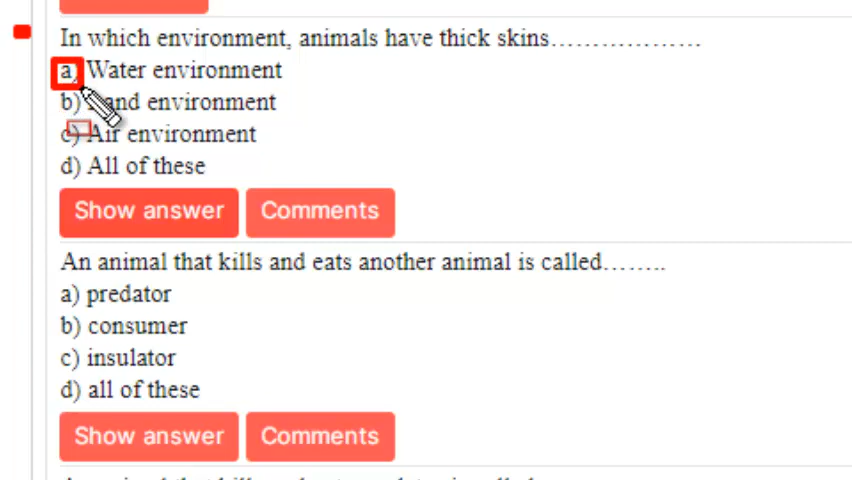 In which environment, animals have thick skins………………
a) Water environment
b) Land environment
c) Air environment
d) All of these
Show answer Comments
An animal that kills and eats another animal is called……..
a) predator
b) consumer
c) insulator
d) all of these
Show answer Comments